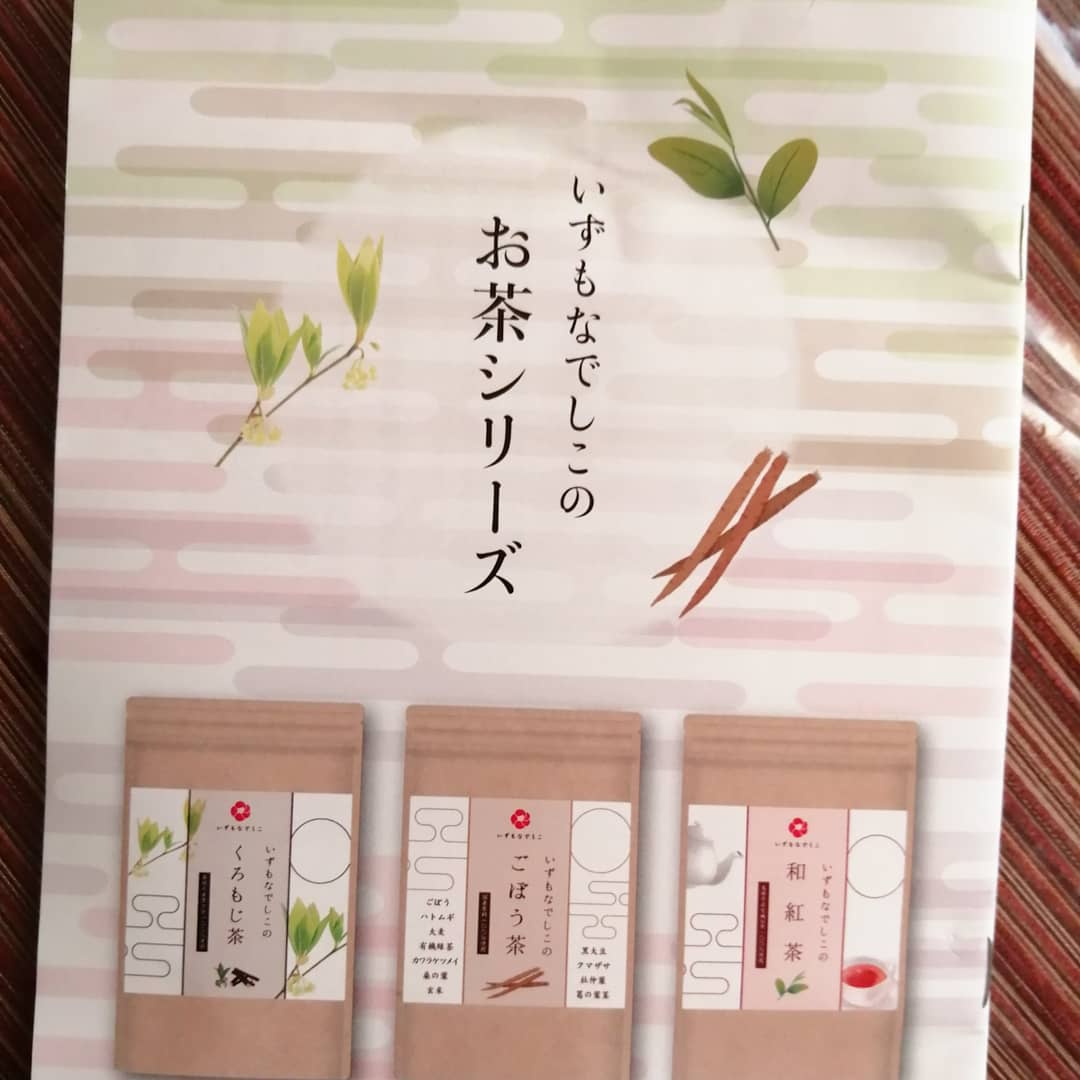 いずもなでしこの
お茶シリーズ
いずもなでしこ
いずもなでしこの
くろもじ茶
いずもなでしこ
いずもなでしこの
ごぼう茶
ごぼう
ハトムギ
大麦
有機緑茶
カワラケツメイ
桑の葉
玄米
黒大豆
クマザサ
杜仲葉
葛の葉茎
いずもなでしこ
いずもなでしこの
和紅茶